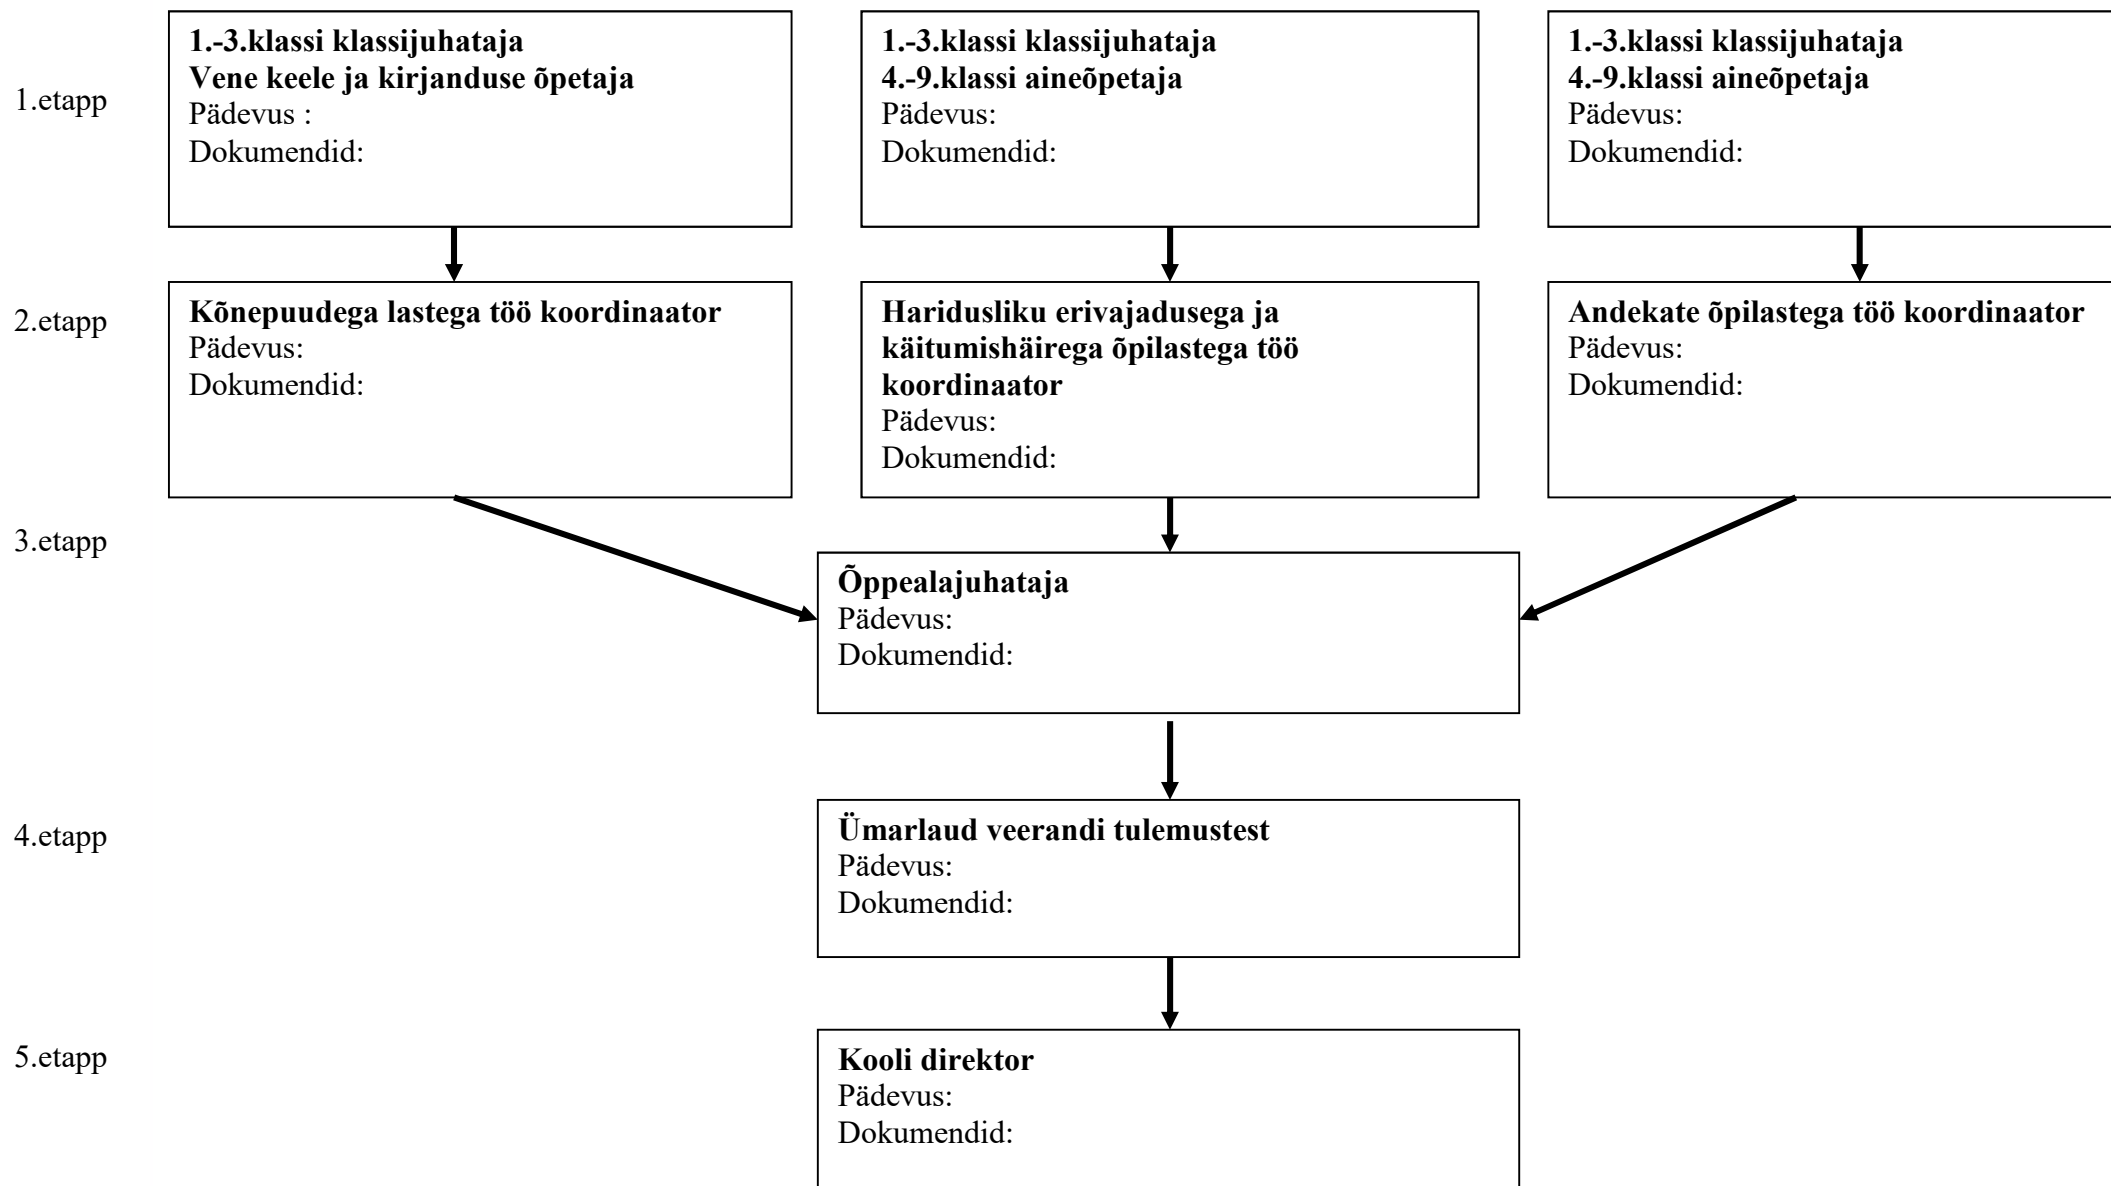 1.etapp
1.-3.klassi klassijuhataja
Vene keele ja kirjanduse õpetaja
Pädevus :
Dokumendid:
1.-3.klassi klassijuhataja
4.-9.klassi aineõpetaja
Pädevus:
Dokumendid:
1.-3.klassi klassijuhataja
4.-9.klassi aineõpetaja
Pädevus:
Dokumendid:
2.etapp
Kõnepuudega lastega töö koordinaator
Pädevus:
Dokumendid:
Haridusliku erivajadusega ja
käitumishäirega õpilastega töö
koordinaator
Pädevus:
Dokumendid:
Andekate õpilastega töö koordinaator
Pädevus:
Dokumendid:
3.etapp
Õppealajuhataja
Pädevus:
Dokumendid:
4.etapp
Ümarlaud veerandi tulemustest
Pädevus:
Dokumendid:
5.etapp
Kooli direktor
Pädevus:
Dokumendid: